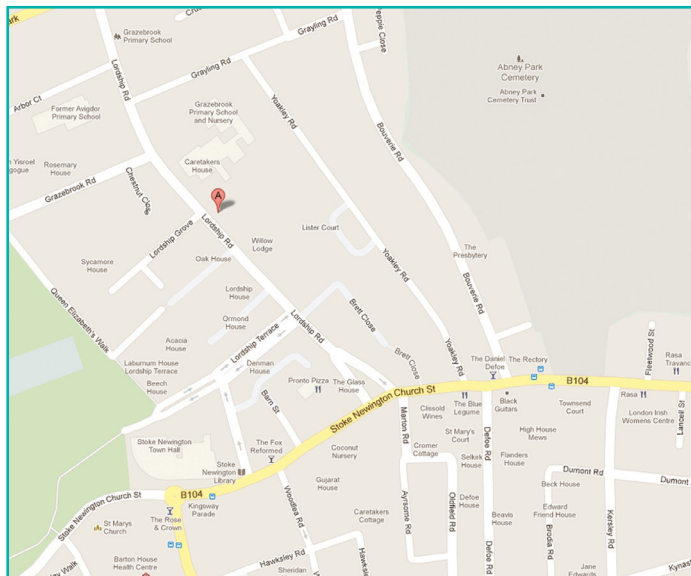 Park
Crus
Peppie Close
Grazebrook
Primary School
Grayling Rd
Abney Park
Cemetery
Abney Park
Cemetery Trust
Lordship Rd
Grayling Rd
Arbor Ct
Former Avigdor
Primary School
Grazebrook
Primary School
and Nursery
Yoakley Rd
Bouverie Rd
n Yisroel
agogue
Rosemary
House
Caretakers
House
Grazebrook Rd
Chestnut Clos
A
Lordship Rd
Lordship Grove
Willow
Lodge
Lister Court
The
Presbytery
Sycamore
House
Oak House
Yoakley Rd
Bouverie Rd
Queen Elizabeth's Walk
Lordship
House
Ormond
House
Lordship Rd
Brett Close
Acacia
House
Lordship Terrace
Yoakley Rd
Brett Close
Fleetwood St
Laburnum House
Lordship Terrace
Denman
House
The Daniel
Defoe
The Rectory
Rasa
Travanc
Beech
House
Pronto Pizza
The Glass
House
B104
Stoke Newington Church St
Barn St
Clissold
Wines
The Blue
Legume
Black
Guitars
Townsend
Court
Rasa
London Irish
Womens Centre
Lancell St
Marton Rd
Defoe Rd
St Mary's
Court
High House
Mews
Stoke Newington
Town Hall
The Fox
Reformed
Coconut
Nursery
Cromer
Cottage
Selkirk
House
Flanders
House
Stoke
Newington
Library
Gujarat
House
Dumont Rd
Dumont Rd
Beck House
Stoke Newington Church St
B104
Kingsway
Parade
Woodlea Rd
Caretakers
Cottage
Ayrsome Rd
Oldfield Rd
Defoe
House
Edward
Friend House
Kersley Rd
St Marys
Church
The Rose
& Crown
Beavis
House
Brodia Rd
Defoe Rd
Barton House
Health Centre
Hawksley Rd
Sheridan
Hawks
Jane
Edwards
Kynast
y Walk